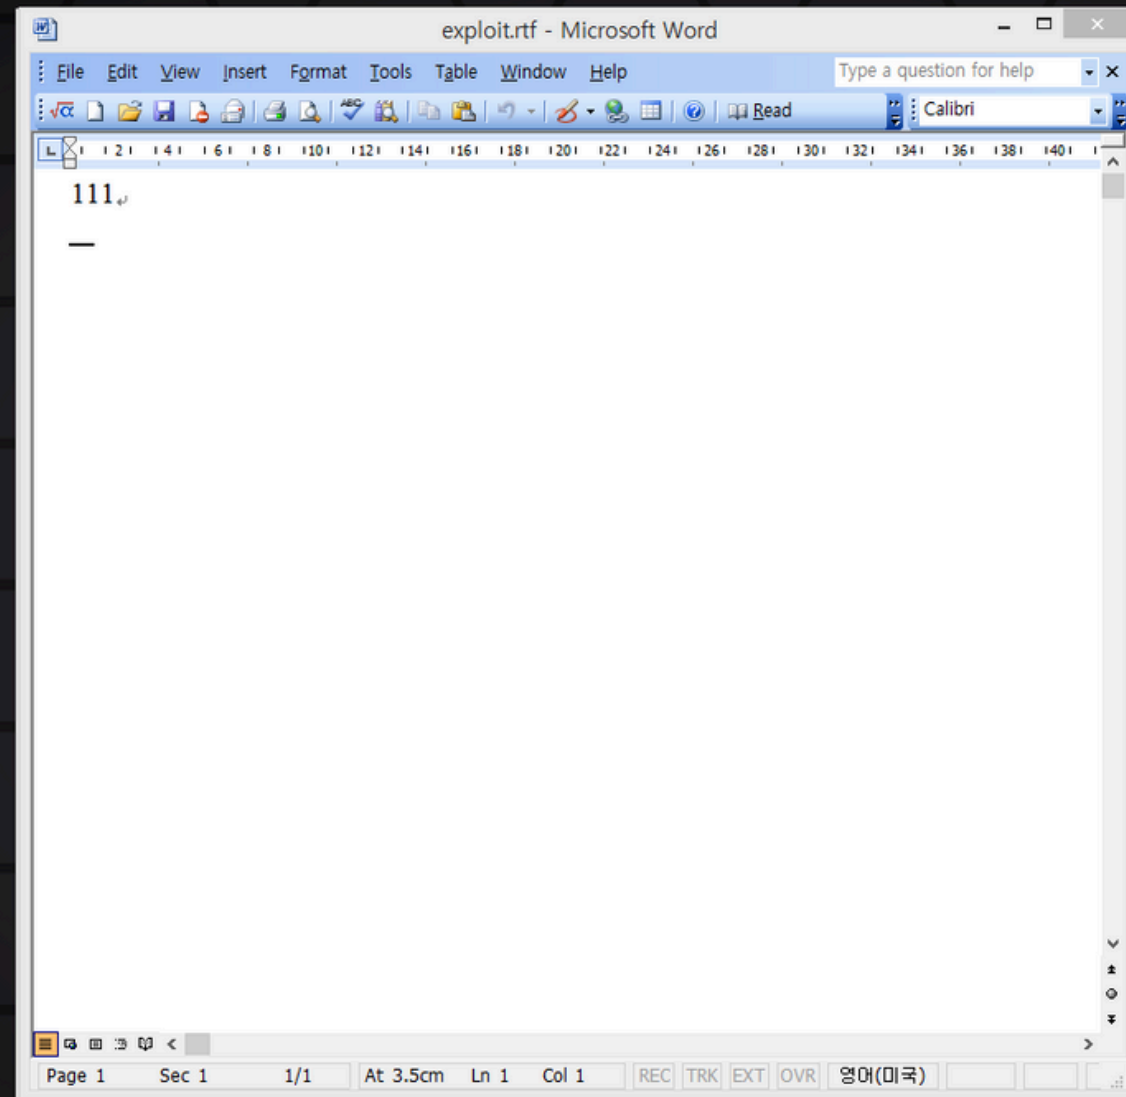 exploit.rtf - Microsoft Word
File Edit View Insert Format Tools Table Window Help Type a question for help
√α ABC Read Calibri
L 2 4 6 8 10 12 14 16 18 20 22 24 26 28 30 32 34 36 38 40
111
Page 1 Sec 1 1/1 At 3.5cm Ln 1 Col 1 REC TRK EXT OVR 영어(미국)